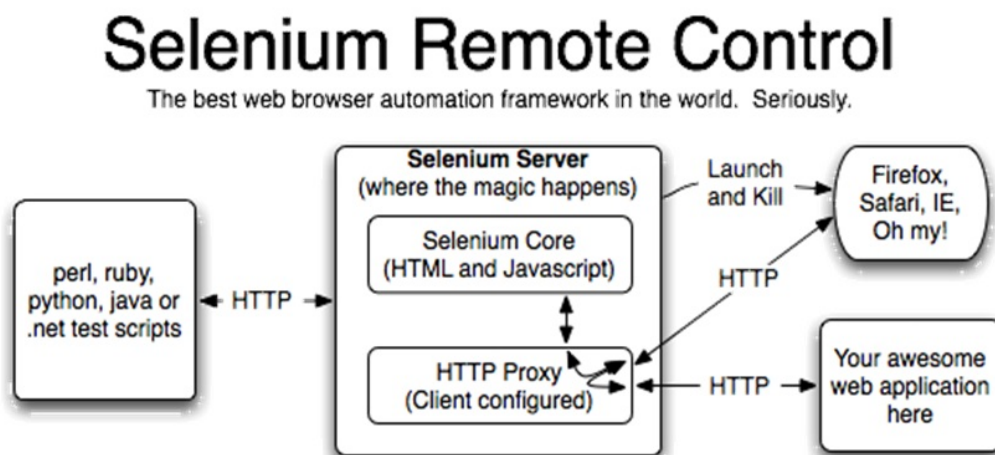 Selenium Remote Control
The best web browser automation framework in the world.  Seriously.
perl, ruby,
python, java or
.net test scripts
HTTP
Selenium Server
(where the magic happens)
Selenium Core
(HTML and Javascript)
HTTP Proxy
(Client configured)
Launch
and Kill
HTTP
HTTP
Firefox,
Safari, IE,
Oh my!
Your awesome
web application
here